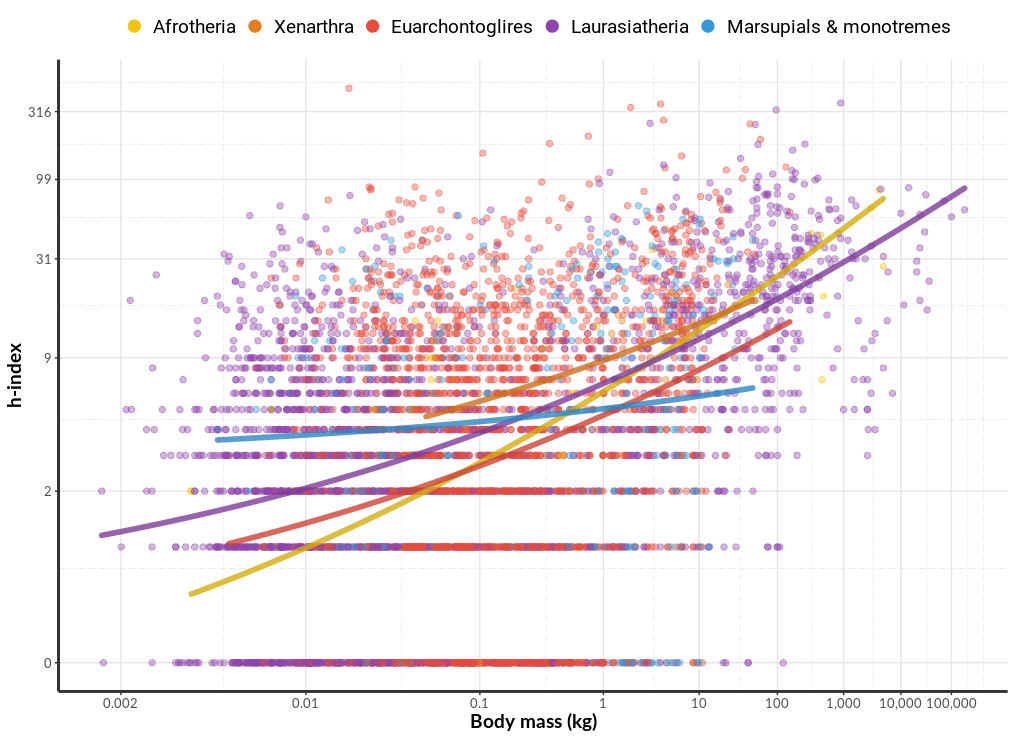 Afrotheria Xenarthra Euarchontoglires Laurasiatheria Marsupials & monotremes
h-index
316
99
31
9
2
0
0.002 0.01 0.1 1 10 100 1,000 10,000 100,000
Body mass (kg)